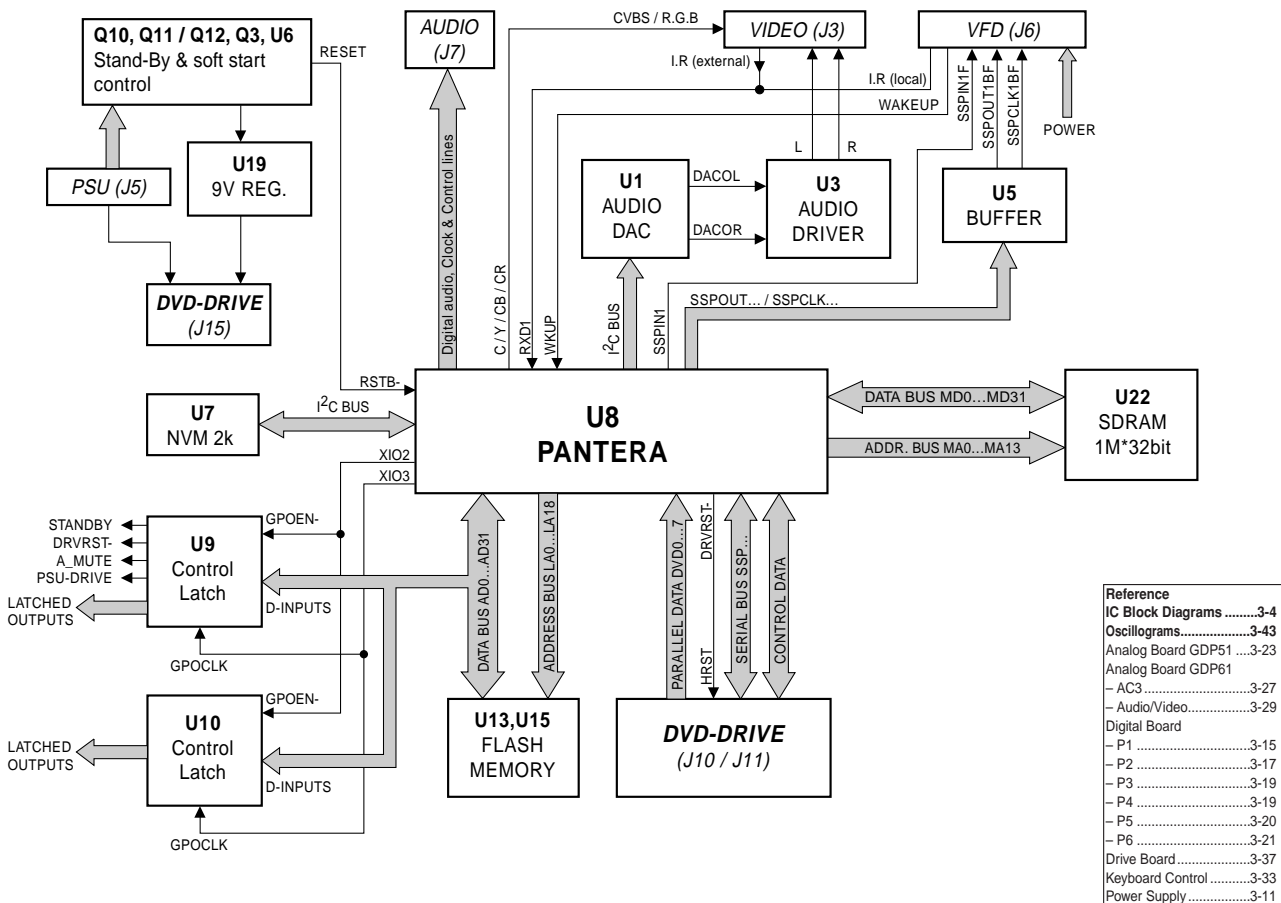 Q10, Q11 / Q12, Q3, U6
Stand-By & soft start
control
RESET
AUDIO
(J7)
CVBS / R.G.B
VIDEO (J3)
VFD (J6)
I.R (external)
I.R (local)
WAKEUP
SSPIN1F
SSPOUT1BF
SSPCLK1BF
POWER
PSU (J5)
U19
9V REG.
DVD-DRIVE
(J15)
Digital audio, Clock & Control lines
C / Y / CB / CR
RXD1
WKUP
U1
AUDIO
DAC
DACOL
DACOR
L
R
U3
AUDIO
DRIVER
U5
BUFFER
I2C BUS
SSPIN1
SSPOUT... / SSPCLK...
RSTB-
U7
NVM 2k
I2C BUS
U8
PANTERA
DATA BUS MD0...MD31
ADDR. BUS MA0...MA13
U22
SDRAM
1M*32bit
XIO2
XIO3
STANDBY
DRVRST-
A_MUTE
PSU-DRIVE
LATCHED
OUTPUTS
U9
Control
Latch
GPOEN-
D-INPUTS
GPOCLK
DATA BUS AD0...AD31
ADDRESS BUS LA0...LA18
PARALLEL DATA DVD0...7
DRVRST-
HRST
SERIAL BUS SSP...
CONTROL DATA
LATCHED
OUTPUTS
U10
Control
Latch
GPOEN-
D-INPUTS
GPOCLK
U13,U15
FLASH
MEMORY
DVD-DRIVE
(J10 / J11)
Reference
IC Block Diagrams .........3-4
Oscillograms...................3-43
Analog Board GDP51 ....3-23
Analog Board GDP61
– AC3 ..............................3-27
– Audio/Video..................3-29
Digital Board
– P1 ................................3-15
– P2 ................................3-17
– P3 ................................3-19
– P4 ................................3-19
– P5 ................................3-20
– P6 ................................3-21
Drive Board.....................3-37
Keyboard Control ............3-33
Power Supply..................3-11